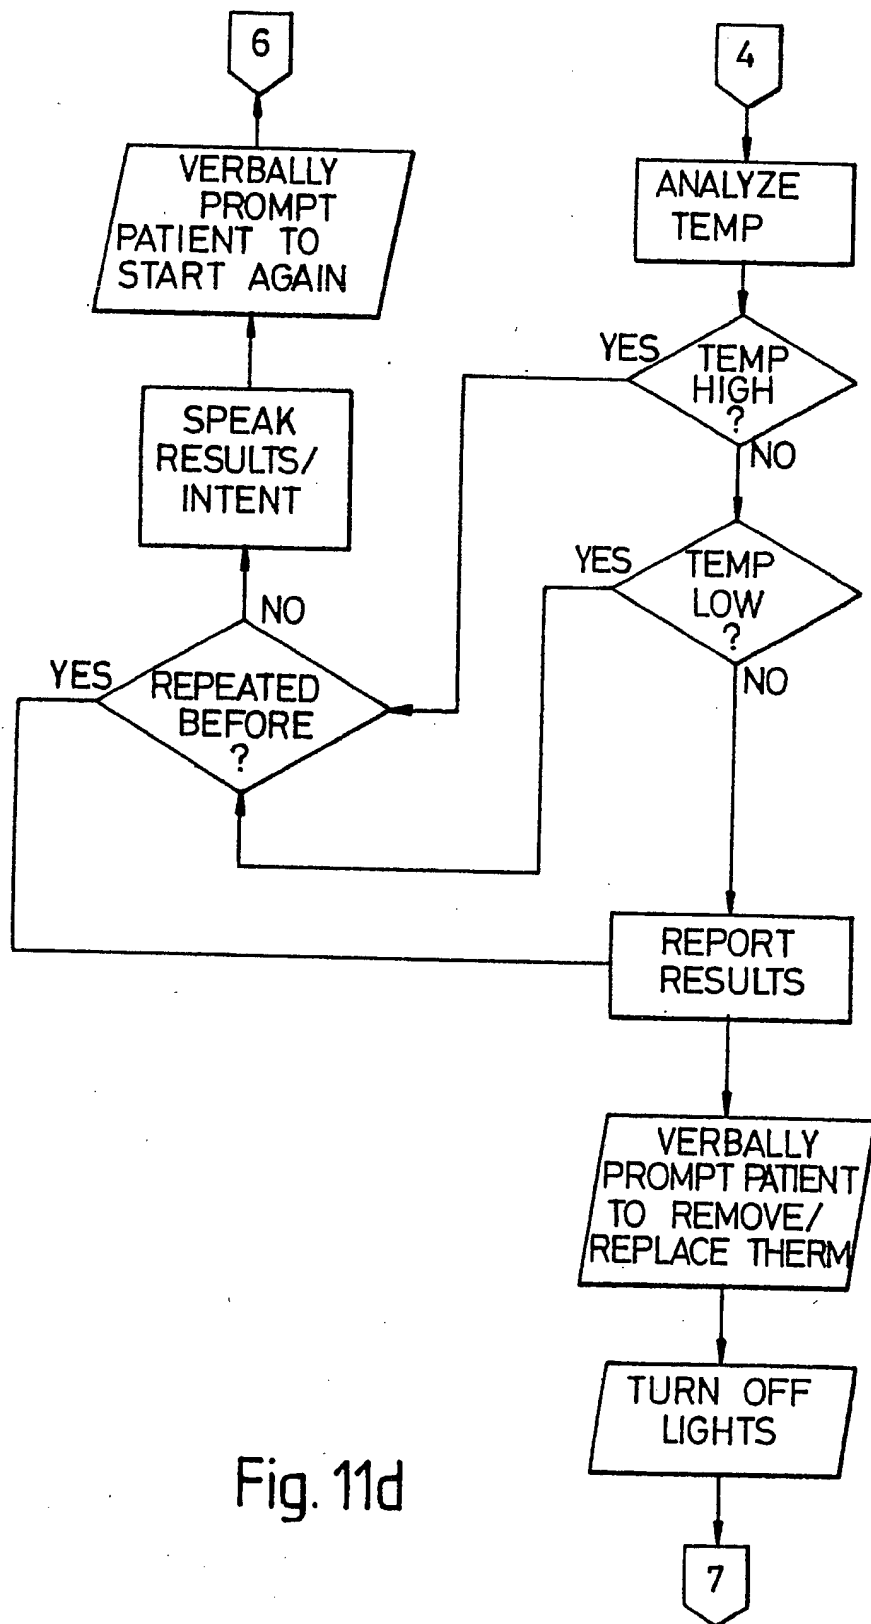 6
VERBALLY
PROMPT
PATIENT TO
START AGAIN
SPEAK
RESULTS/
INTENT
NO
YES
REPEATED
BEFORE
?
4
ANALYZE
TEMP
YES
TEMP
HIGH
?
NO
YES
TEMP
LOW
?
NO
REPORT
RESULTS
VERBALLY
PROMPT PATIENT
TO REMOVE/
REPLACE THERM
TURN OFF
LIGHTS
7
Fig. 11d